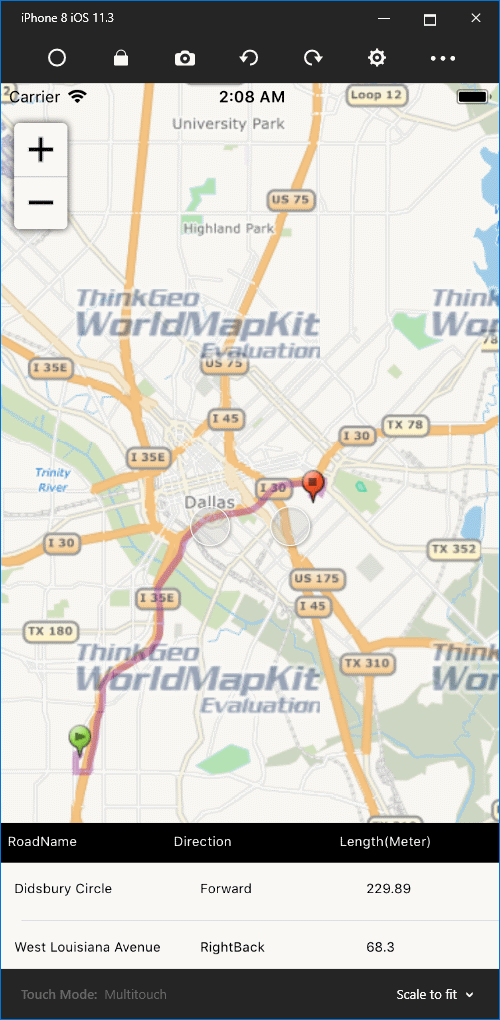 iPhone 8 iOS 11.3
Carrier
2:08 AM
Loop 12
University Park
US 75
Highland Park
ThinkGeo
WorldMapKit
Evaluation
ThinkGeo
WorldMapKit
US 75
I 35E
I 45
TX 78
I 30
I 35E
Trinity
River
I 30
Dallas
I 30
TX 352
US 175
I 35E
I 45
TX 180
ThinkGeo
WorldMapKit
Evaluation
TX 310
RoadName Direction Length(Meter)
Didsbury Circle Forward 229.89
West Louisiana Avenue RightBack 68.3
Touch Mode: Multitouch
Scale to fit